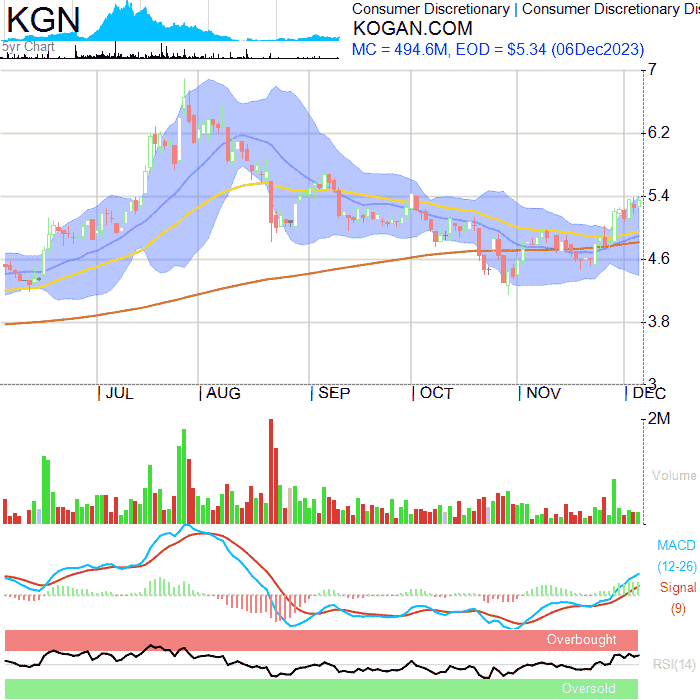 KGN
5yr Chart
Consumer Discretionary | Consumer Discretionary Dis
KOGAN.COM
MC = 494.6M, EOD = $5.34 (06Dec2023)
7
6.2
5.4
4.6
3.8
3
| JUL | AUG | SEP | OCT | NOV | DEC
2M
Volume
MACD
(12-26)
Signal
(9)
Overbought
RSI(14)
Oversold